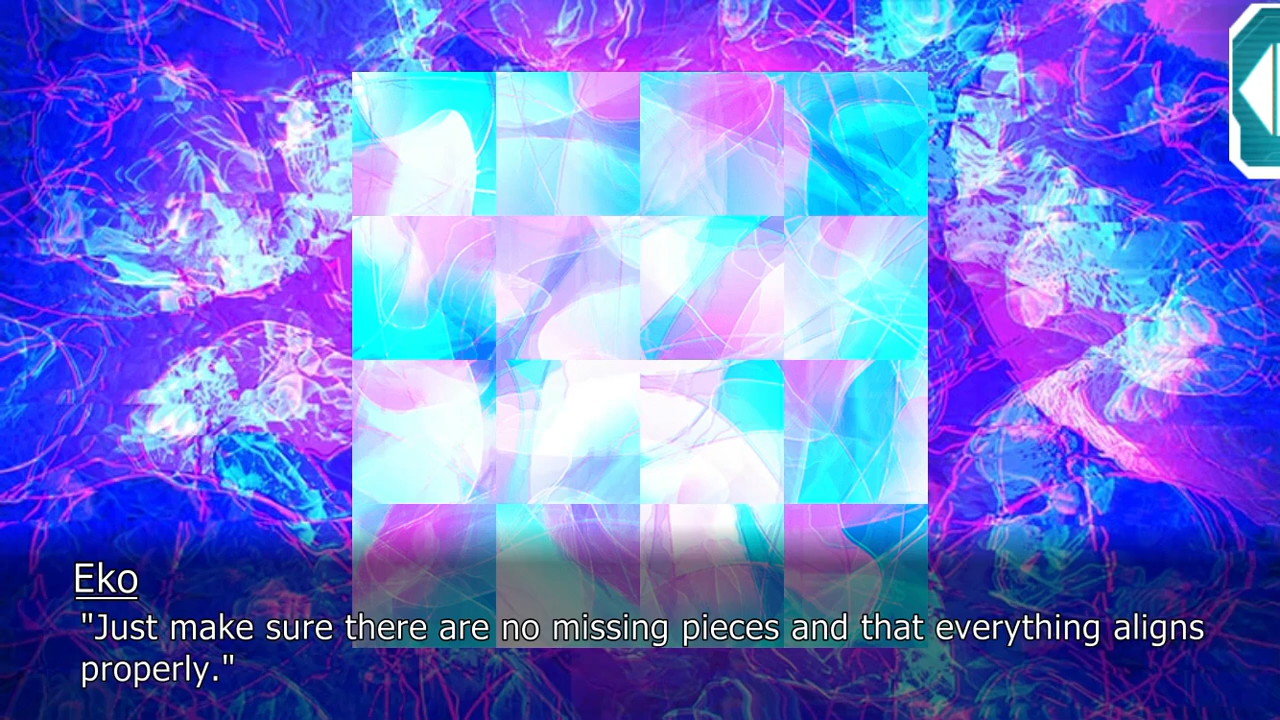 Eko
"Just make sure there are no missing pieces and that everything aligns
properly."